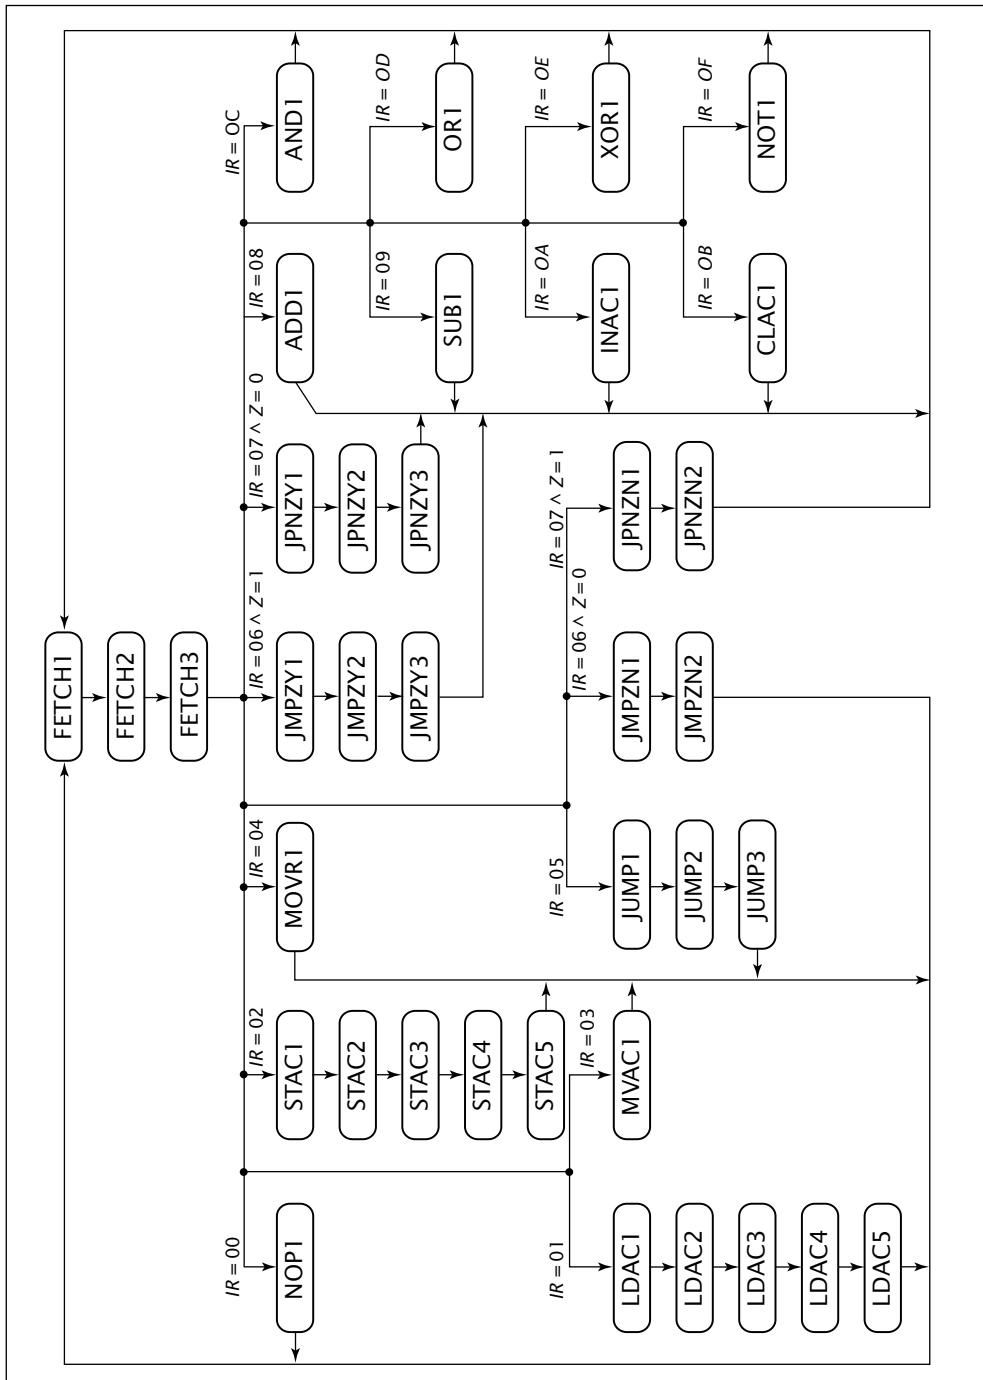 FETCH1
FETCH2
FETCH3
IR = 00
IR = 02
IR = 04
IR = 06 ∧ Z = 1
IR = 07 ∧ Z = 0
IR = 08
IR = OC
NOP1
STAC1
STAC2
STAC3
STAC4
STAC5
MOVR1
JMPZY1
JMPZY2
JMPZY3
JPNZY1
JPNZY2
JPNZY3
ADD1
AND1
IR = 09
IR = OD
SUB1
OR1
IR = OA
IR = OE
INAC1
XOR1
IR = OB
IR = OF
CLAC1
NOT1
IR = 01
IR = 03
IR = 05
IR = 06 ∧ Z = 0
IR = 07 ∧ Z = 1
LDAC1
LDAC2
LDAC3
LDAC4
LDAC5
MVAC1
JUMP1
JUMP2
JUMP3
JMPZN1
JMPZN2
JPNZN1
JPNZN2